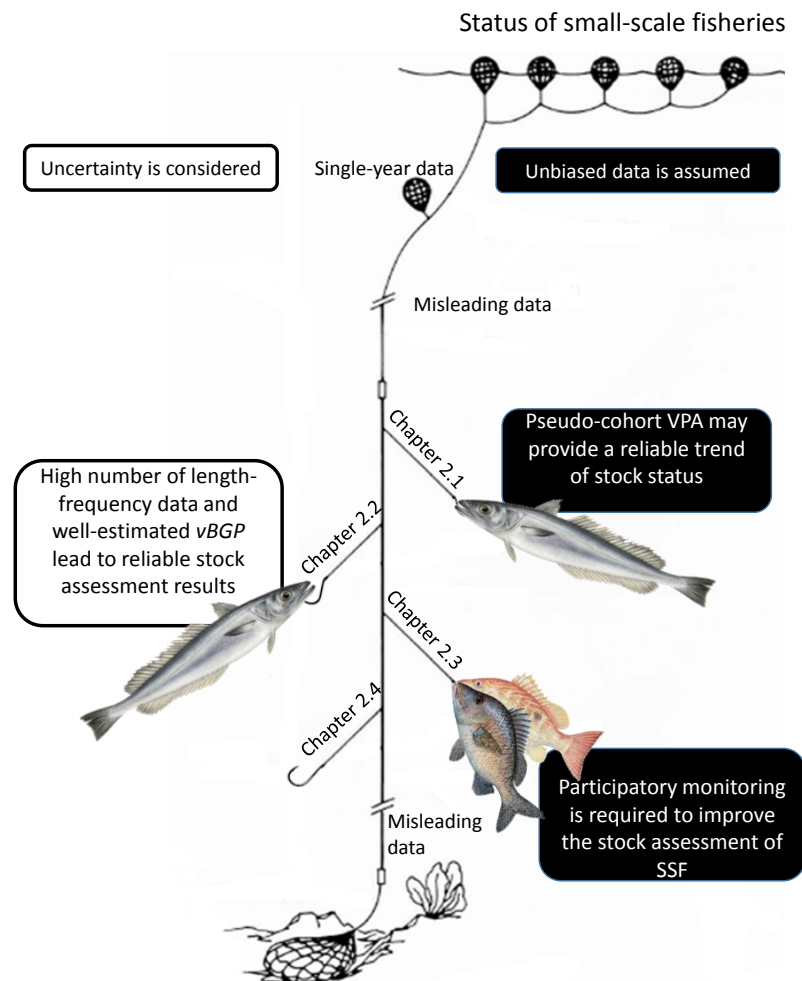 Status of small-scale fisheries
Uncertainty is considered
Single-year data
Unbiased data is assumed
Misleading data
Chapter 2.1
Pseudo-cohort VPA may
provide a reliable trend
of stock status
High number of length-
frequency data and
well-estimated vBGP
lead to reliable stock
assessment results
Chapter 2.2
Chapter 2.3
Chapter 2.4
Participatory monitoring
is required to improve
the stock assessment of
SSF
Misleading
data